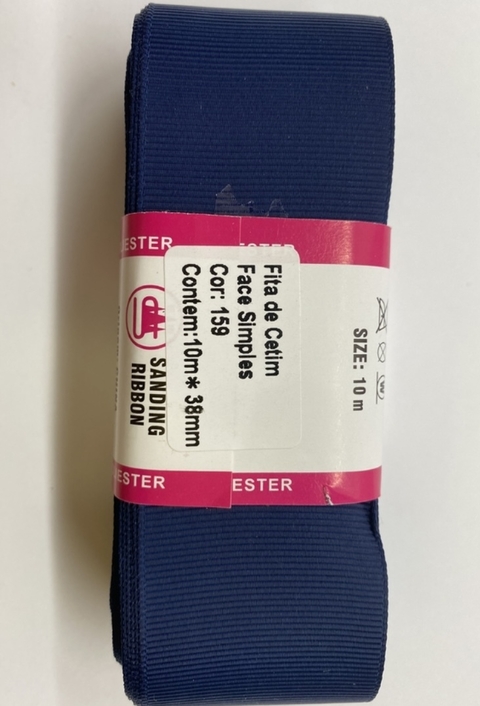 ESTER
ESTER
Fita de Cetim
Face Simples
Cor: 159
Contem:10m* 38mm
SIZE: 10 m
W
SANDING
RIBBON
ESTER
ESTER